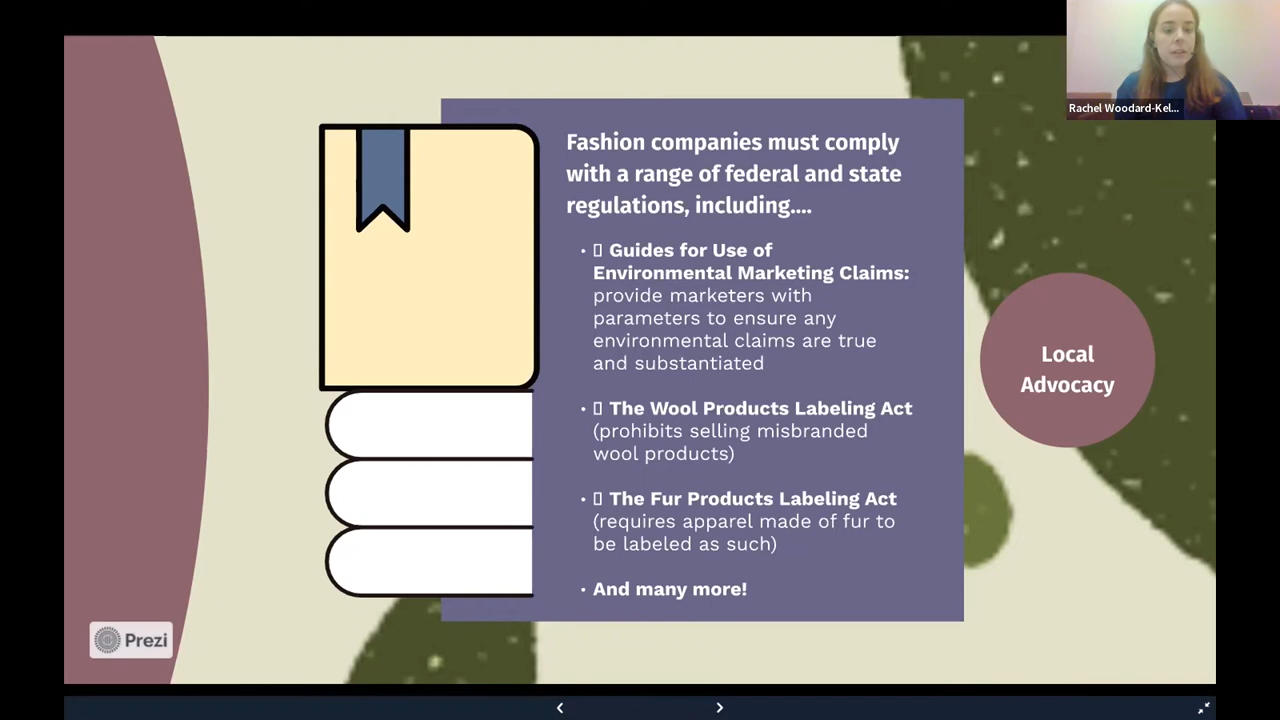 Rachel Woodard-Kel...
Fashion companies must comply
with a range of federal and state
regulations, including....
• Guides for Use of
Environmental Marketing Claims:
provide marketers with
parameters to ensure any
environmental claims are true
and substantiated
• The Wool Products Labeling Act
(prohibits selling misbranded
wool products)
• The Fur Products Labeling Act
(requires apparel made of fur to
be labeled as such)
• And many more!
Local
Advocacy
Prezi